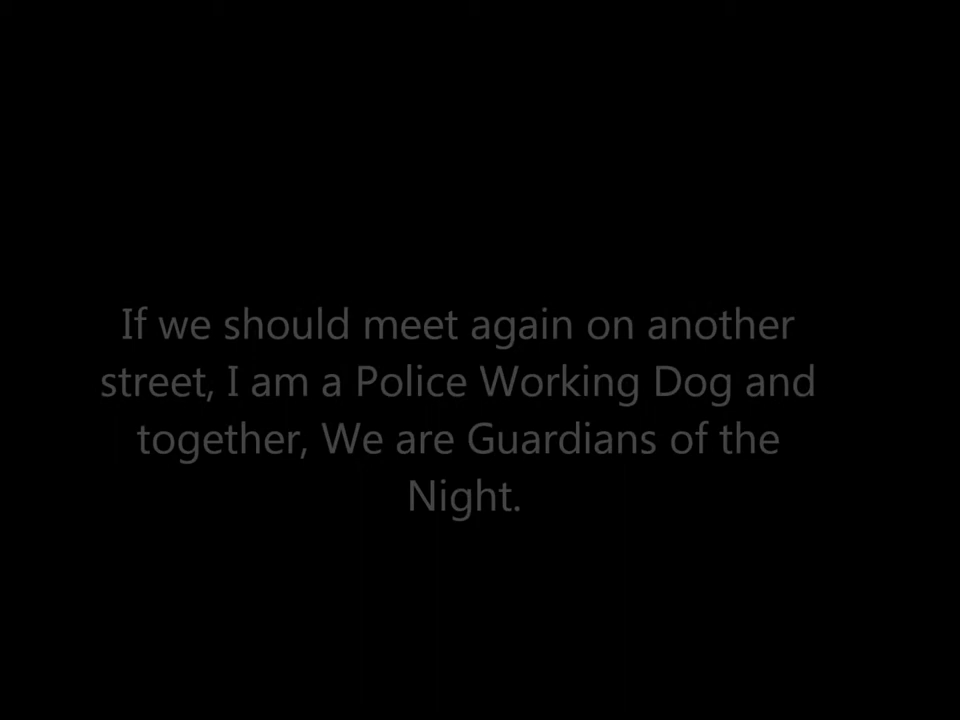 If we should meet again on another
street, I am a Police Working Dog and
together, We are Guardians of the
Night.